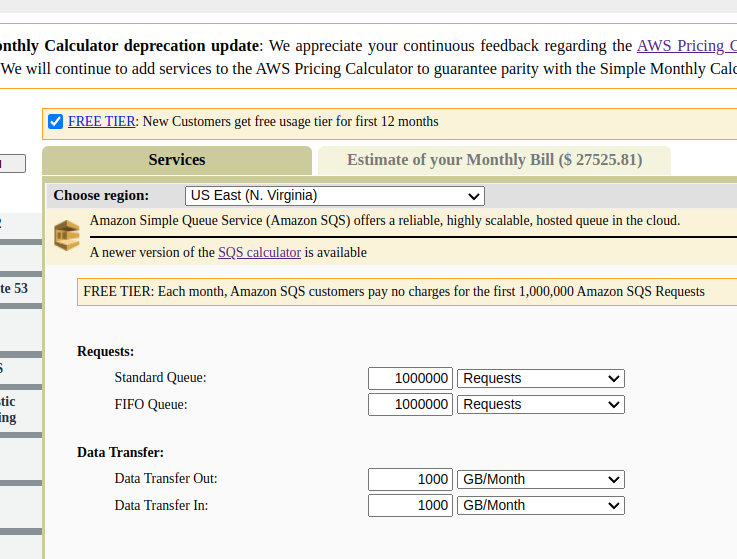 onthly Calculator deprecation update: We appreciate your continuous feedback regarding the AWS Pricing C
We will continue to add services to the AWS Pricing Calculator to guarantee parity with the Simple Monthly Calc
FREE TIER: New Customers get free usage tier for first 12 months
Services
Estimate of your Monthly Bill ($ 27525.81)
Choose region:
US East (N. Virginia)
Amazon Simple Queue Service (Amazon SQS) offers a reliable, highly scalable, hosted queue in the cloud.
A newer version of the SQS calculator is available
te 53
FREE TIER: Each month, Amazon SQS customers pay no charges for the first 1,000,000 Amazon SQS Requests
Requests:
S
Standard Queue: 1000000 Requests
stic
FIFO Queue: 1000000 Requests
ing
Data Transfer:
Data Transfer Out: 1000 GB/Month
Data Transfer In: 1000 GB/Month